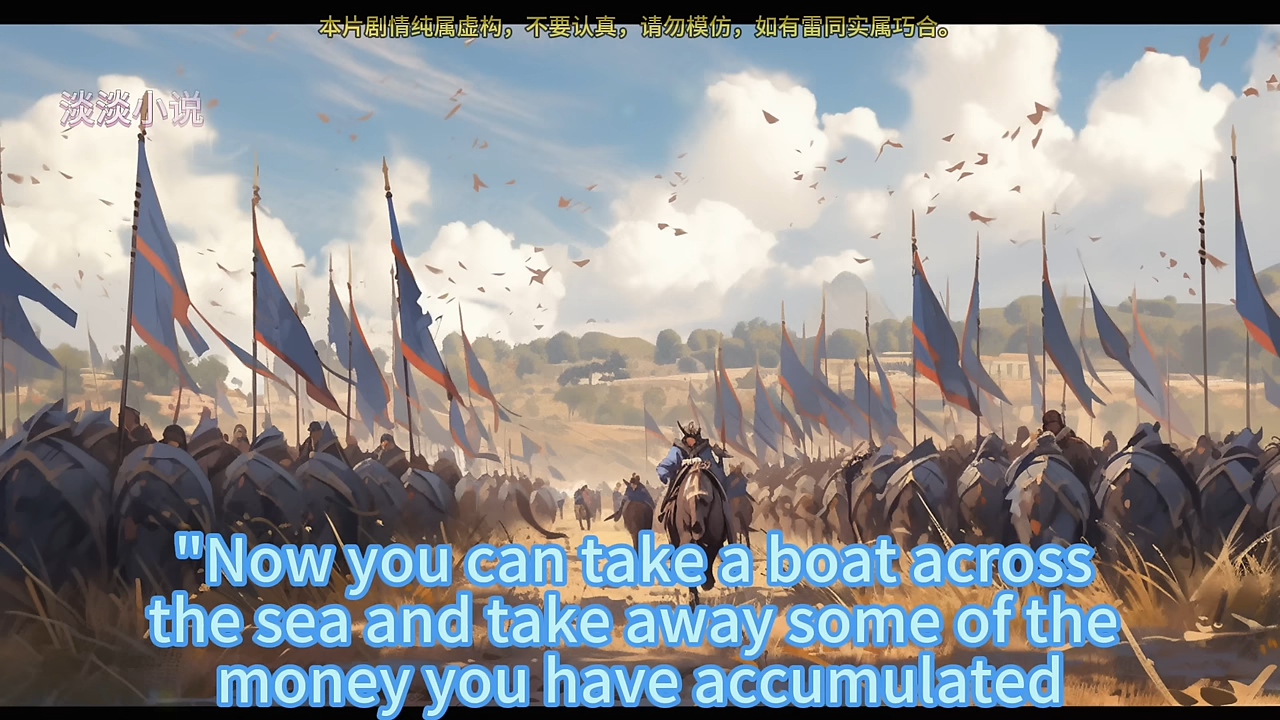 本片剧情纯属虚构，不要认真，请勿模仿，如有雷同实属巧合。
淡淡小说
"Now you can take a boat across
the sea and take away some of the
money you have accumulated